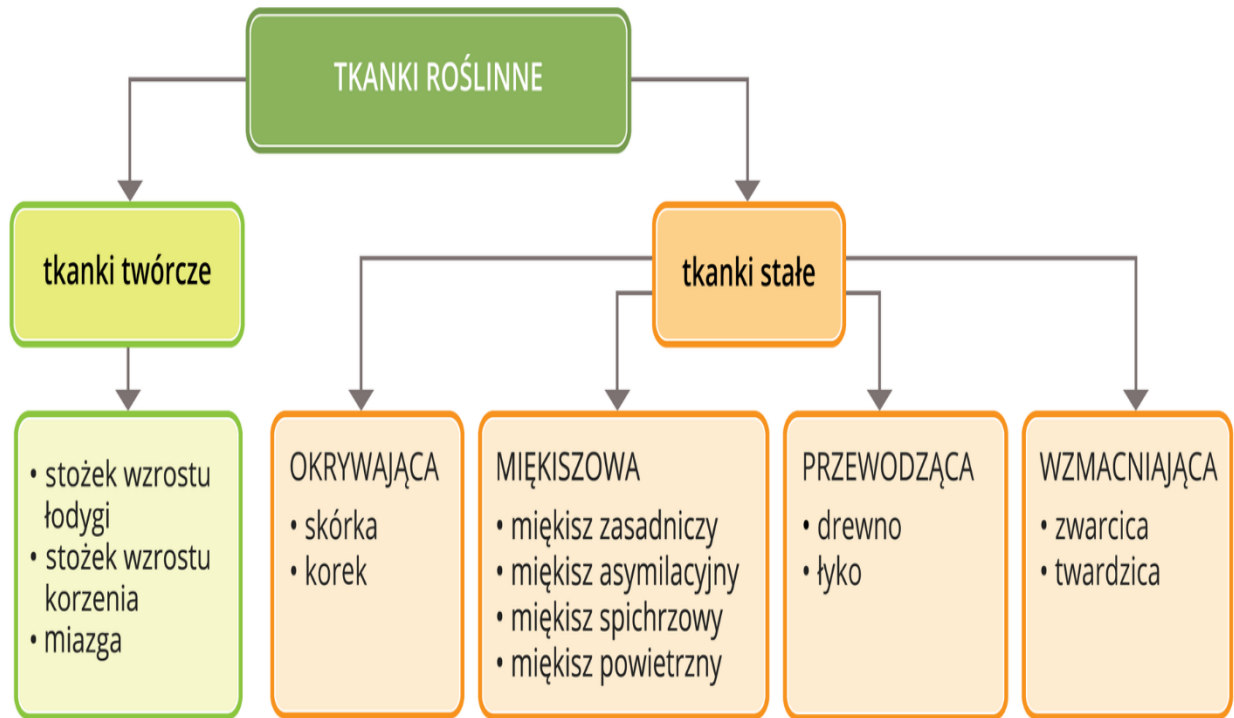 TKANKI ROŚLINNE
tkanki twórcze
tkanki stałe
• stożek wzrostu
łodygi
• stożek wzrostu
korzenia
• miazga
OKRYWAJĄCA
• skórka
• korek
MIĘKISZOWA
• miękisz zasadniczy
• miękisz asymilacyjny
• miękisz spichrzowy
• miękisz powietrzny
PRZEWODZĄCA
• drewno
• łyko
WZMACNIAJĄCA
• zwarcica
• twardzica